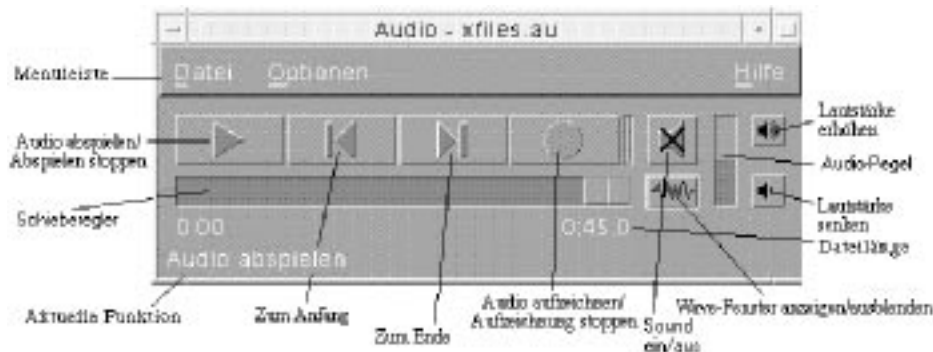 Audio - xfiles.au
Datei Optionen Hilfe
Menüleiste
Lautstärke
erhöhen
Audio abspielen/
Abspielen stoppen
Audio-Pegel
Schieberegler
Lautstärke
senken
0.00
0:45.0
Dateilänge
Audio abspielen
Aktuelle Funktion
Zum Anfang
Zum Ende
Audio aufzeichnen/
Aufzeichnung stoppen
Sound
ein/aus
Wave-Fenster anzeigen/ausblenden